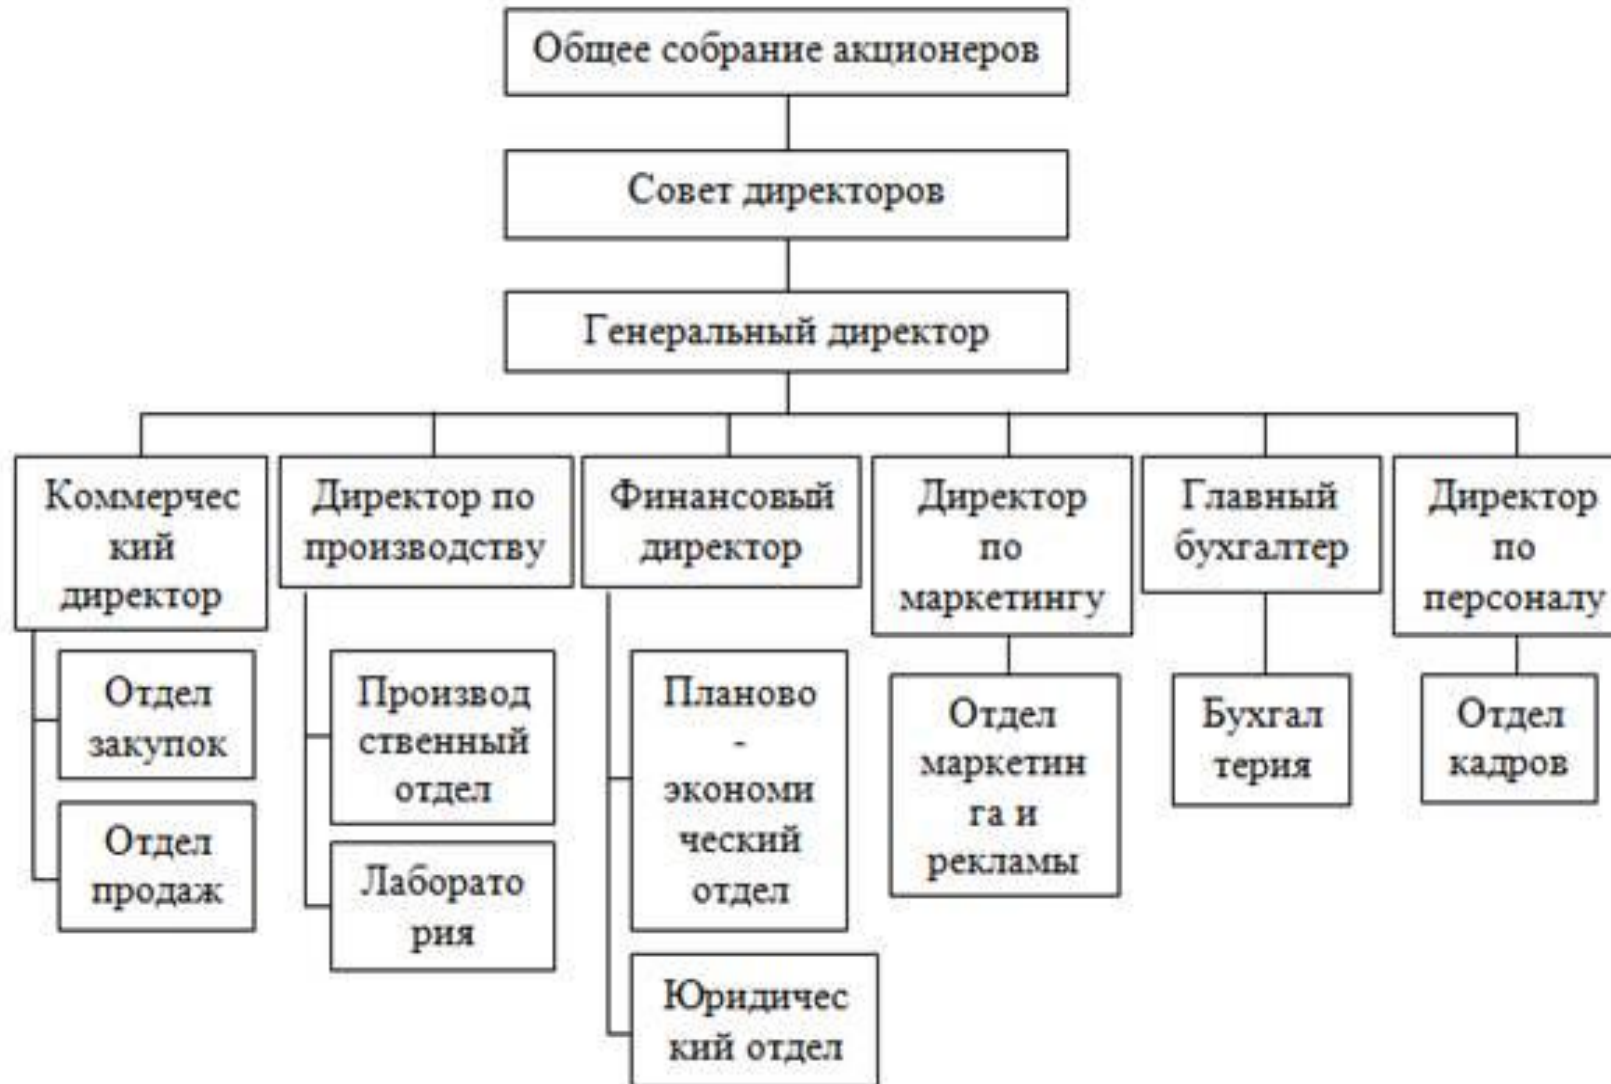 Общее собрание акционеров
Совет директоров
Генеральный директор
Коммерчес
кий
директор
Директор по
производству
Финансовый
директор
Директор
по
маркетингу
Главный
бухгалтер
Директор
по
персоналу
Отдел
закупок
Отдел
продаж
Производ
ственный
отдел
Лаборато
рия
Планово
-
экономи
ческий
отдел
Юридичес
кий отдел
Отдел
маркетин
га и
рекламы
Бухгал
терия
Отдел
кадров